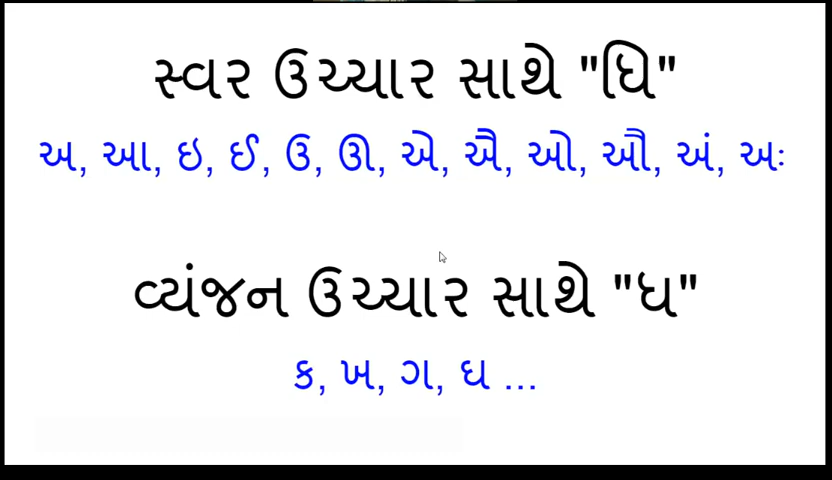 સ્વર ઉચ્ચાર સાથે "ધિ"
અ, આ, ઇ, ઈ, ઉ, ઊ, એ, ઐ, ઓ, ઔ, અં, અઃ
વ્યંજન ઉચ્ચાર સાથે "ધ"
ક, ખ, ગ, ઘ ...